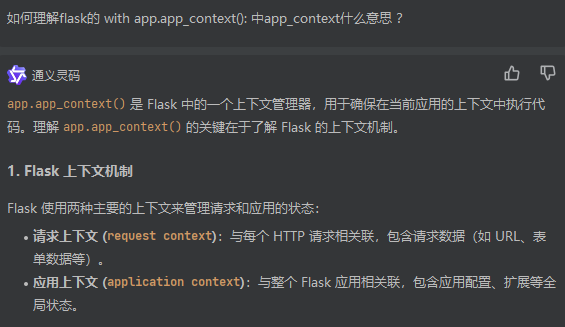 如何理解flask的 with app.app_context(): 中app_context什么意思？
通义灵码
app.app_context() 是 Flask 中的一个上下文管理器，用于确保在当前应用的上下文中执行代
码。理解 app.app_context() 的关键在于了解 Flask 的上下文机制。
1. Flask 上下文机制
Flask 使用两种主要的上下文来管理请求和应用的状态：
• 请求上下文 (request context)：与每个 HTTP 请求相关联，包含请求数据（如 URL、表
单数据等）。
• 应用上下文 (application context)：与整个 Flask 应用相关联，包含应用配置、扩展等全
局状态。